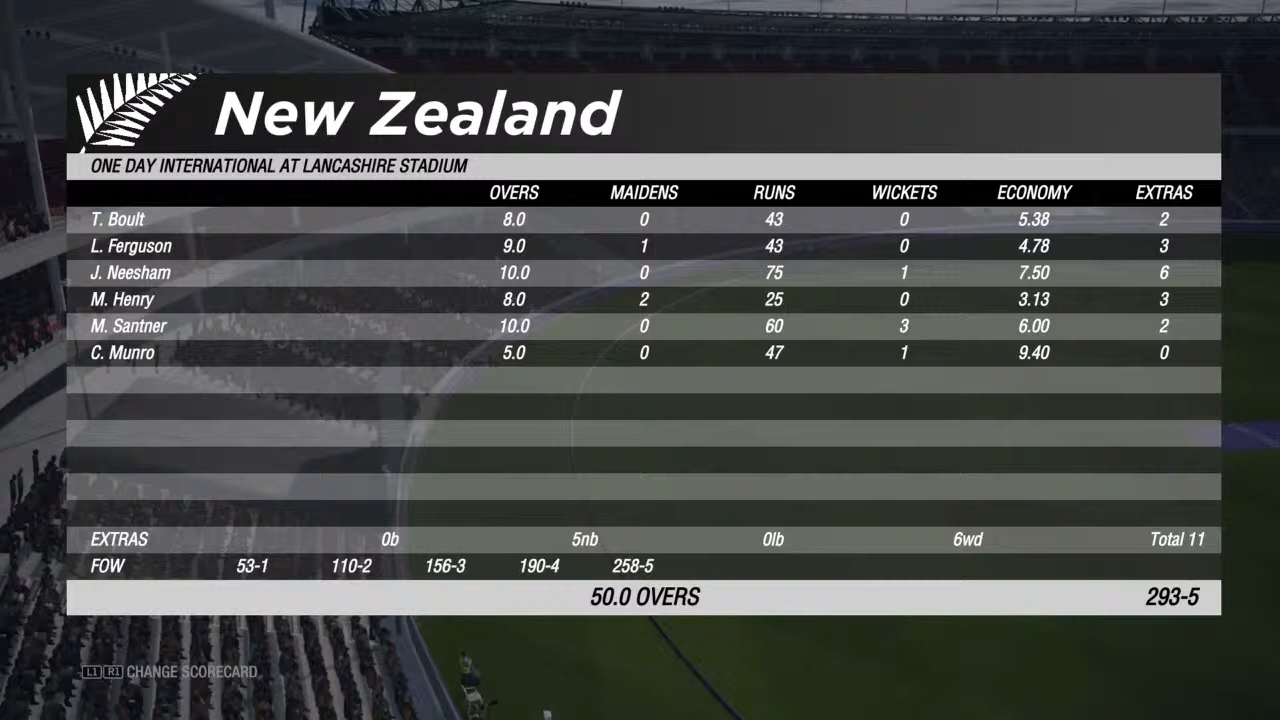 New Zealand
ONE DAY INTERNATIONAL AT LANCASHIRE STADIUM
OVERS MAIDENS RUNS WICKETS ECONOMY EXTRAS
T. Boult 8.0 0 43 0 5.38 2
L. Ferguson 9.0 1 43 0 4.78 3
J. Neesham 10.0 0 75 1 7.50 6
M. Henry 8.0 2 25 0 3.13 3
M. Santner 10.0 0 60 3 6.00 2
C. Munro 5.0 0 47 1 9.40 0
EXTRAS 0b 5nb 0lb 6wd Total 11
FOW 53-1 110-2 156-3 190-4 258-5
50.0 OVERS 293-5
L1 R1 CHANGE SCORECARD